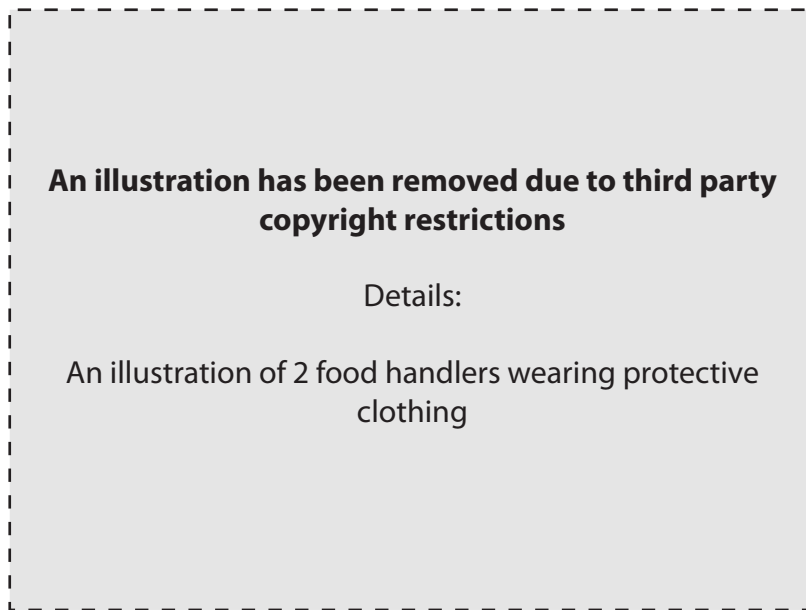 An illustration has been removed due to third party
copyright restrictions
Details:
An illustration of 2 food handlers wearing protective
clothing